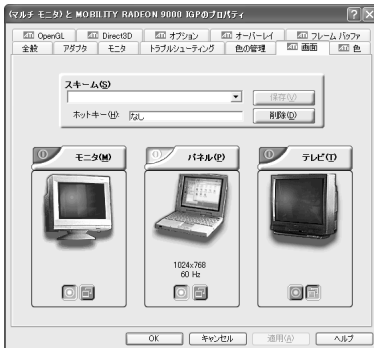 (マルチ モニタ) と MOBILITY RADEON 9000 IGPのプロパティ
OpenGL Direct3D オプション オーバーレイ フレーム バッファ
全般 アダプタ モニタ トラブルシューティング 色の管理 画面 色
スキーム(S)
保存(V)
ホットキー(H): なし
削除(D)
モニタ(M) パネル(P) テレビ(T)
1024x768
60 Hz
OK キャンセル 適用(A) ヘルプ